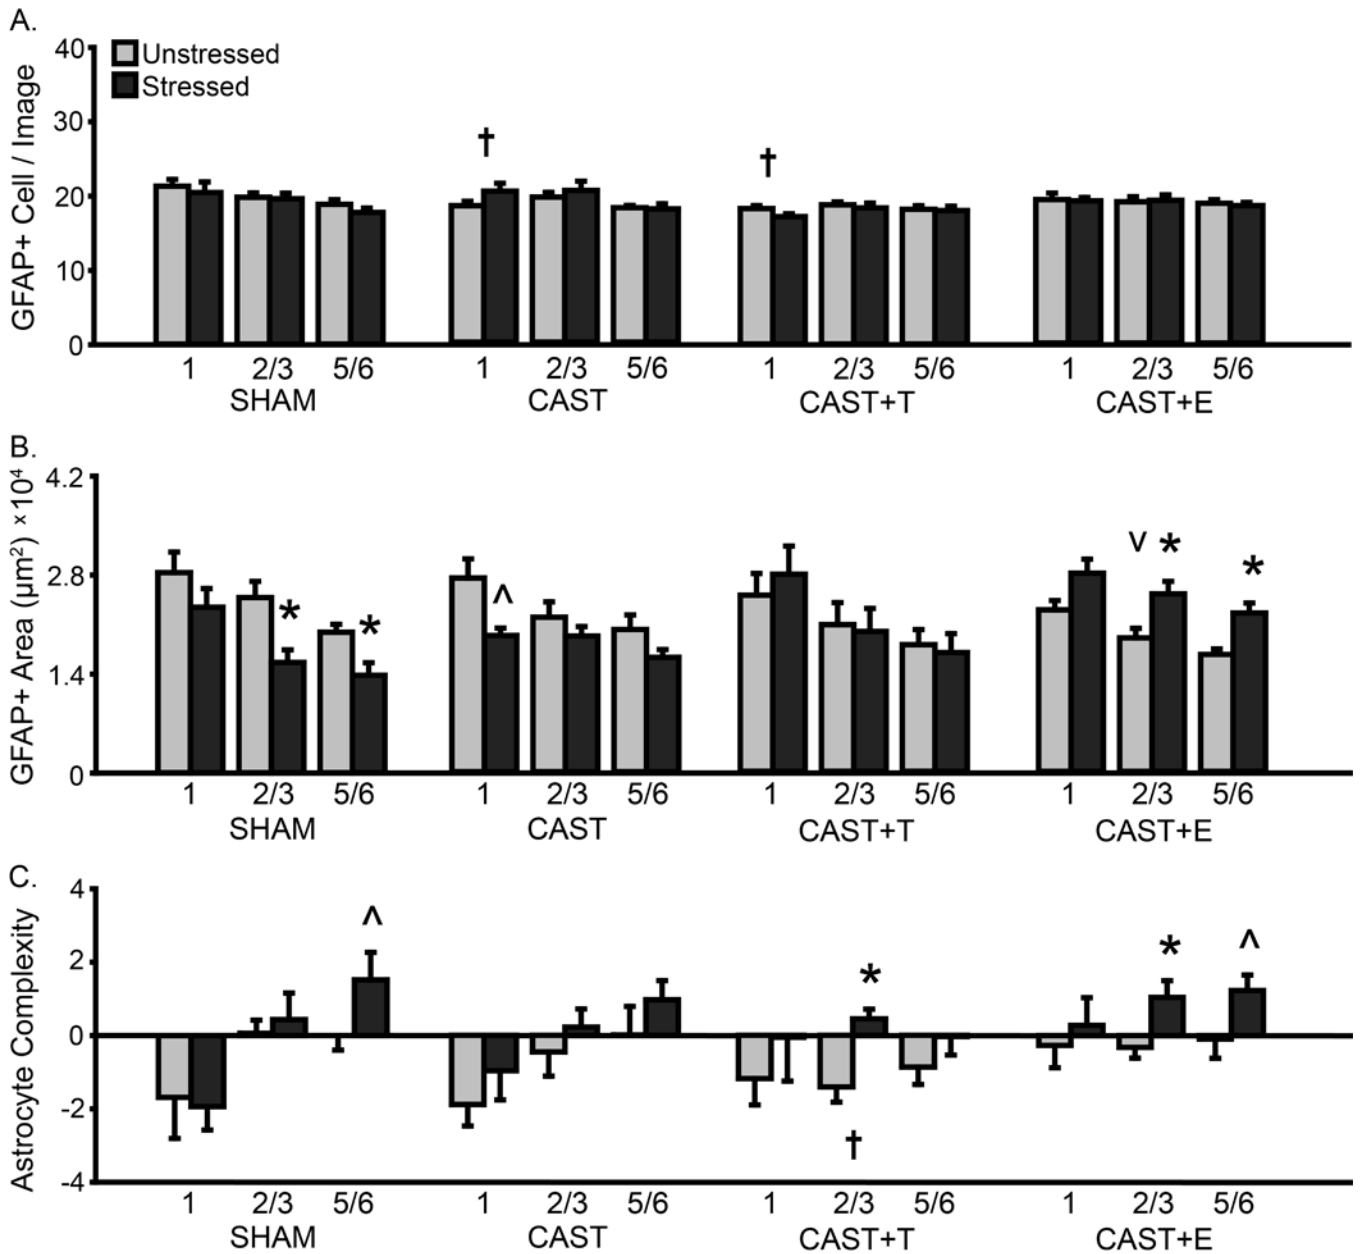 A.
GFAP+ Cell / Image
40
30
20
10
0
Unstressed
Stressed
†
†
1 2/3 5/6 1 2/3 5/6 1 2/3 5/6 1 2/3 5/6
SHAM CAST CAST+T CAST+E
B.
GFAP+ Area (µm²) ×10⁴
4.2
2.8
1.4
0
* * ^ v * *
1 2/3 5/6 1 2/3 5/6 1 2/3 5/6 1 2/3 5/6
SHAM CAST CAST+T CAST+E
C.
Astrocyte Complexity
4
2
0
-2
-4
^ * * ^
†
1 2/3 5/6 1 2/3 5/6 1 2/3 5/6 1 2/3 5/6
SHAM CAST CAST+T CAST+E